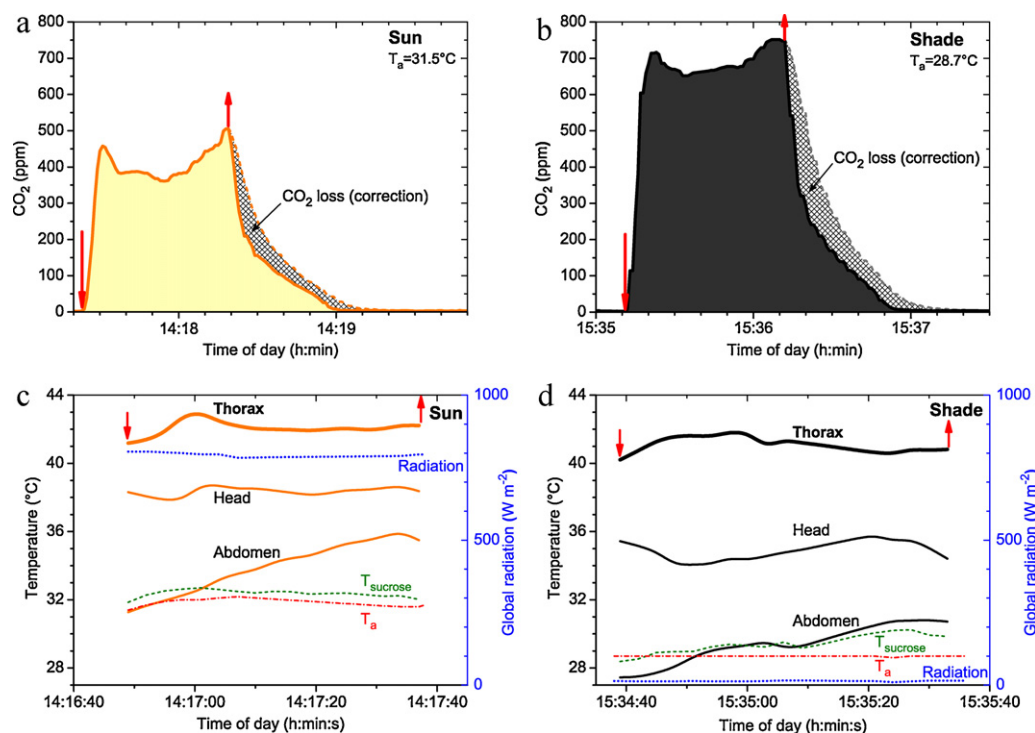 a
Sun
Tₐ=31.5°C
CO₂ (ppm)
800
700
600
500
400
300
200
100
0
CO₂ loss (correction)
14:18
14:19
Time of day (h:min)
b
Shade
Tₐ=28.7°C
CO₂ (ppm)
800
700
600
500
400
300
200
100
0
CO₂ loss (correction)
15:35
15:36
15:37
Time of day (h:min)
c
Sun
Temperature (°C)
44
40
36
32
28
Thorax
Radiation
Head
Abdomen
Tsucrose
Tₐ
1000
500
0
Global radiation (W m⁻²)
14:16:40
14:17:00
14:17:20
14:17:40
Time of day (h:min:s)
d
Shade
Temperature (°C)
44
40
36
32
28
Thorax
Head
Abdomen
Tsucrose
Tₐ
Radiation
1000
500
0
Global radiation (W m⁻²)
15:34:40
15:35:00
15:35:20
15:35:40
Time of day (h:min:s)